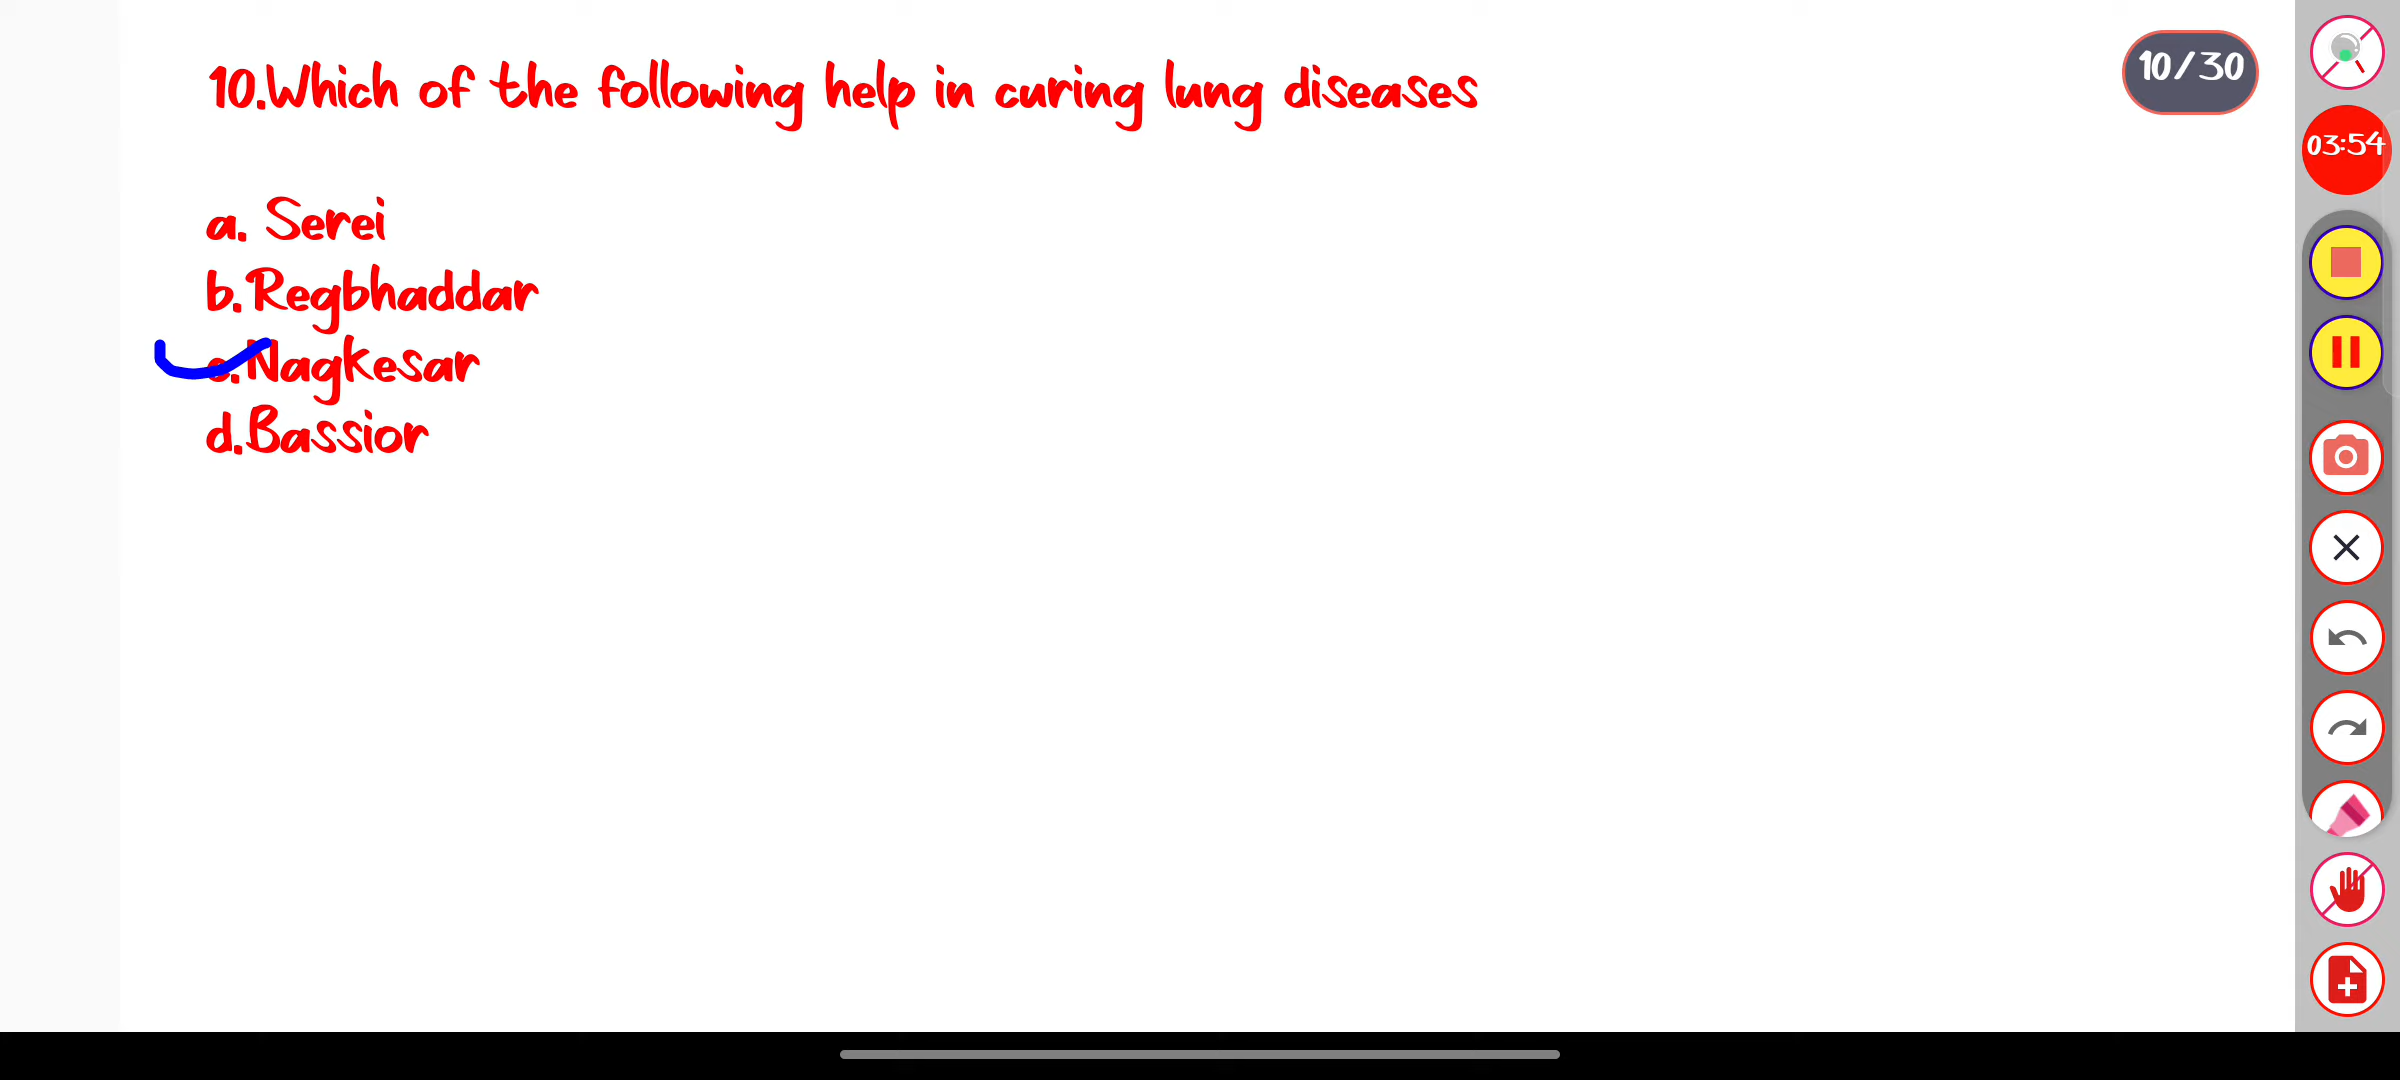 10.Which of the following help in curing lung diseases
10/30
03:54
a. Serei
b.Regbhaddar
c.Nagkesar
d.Bassior